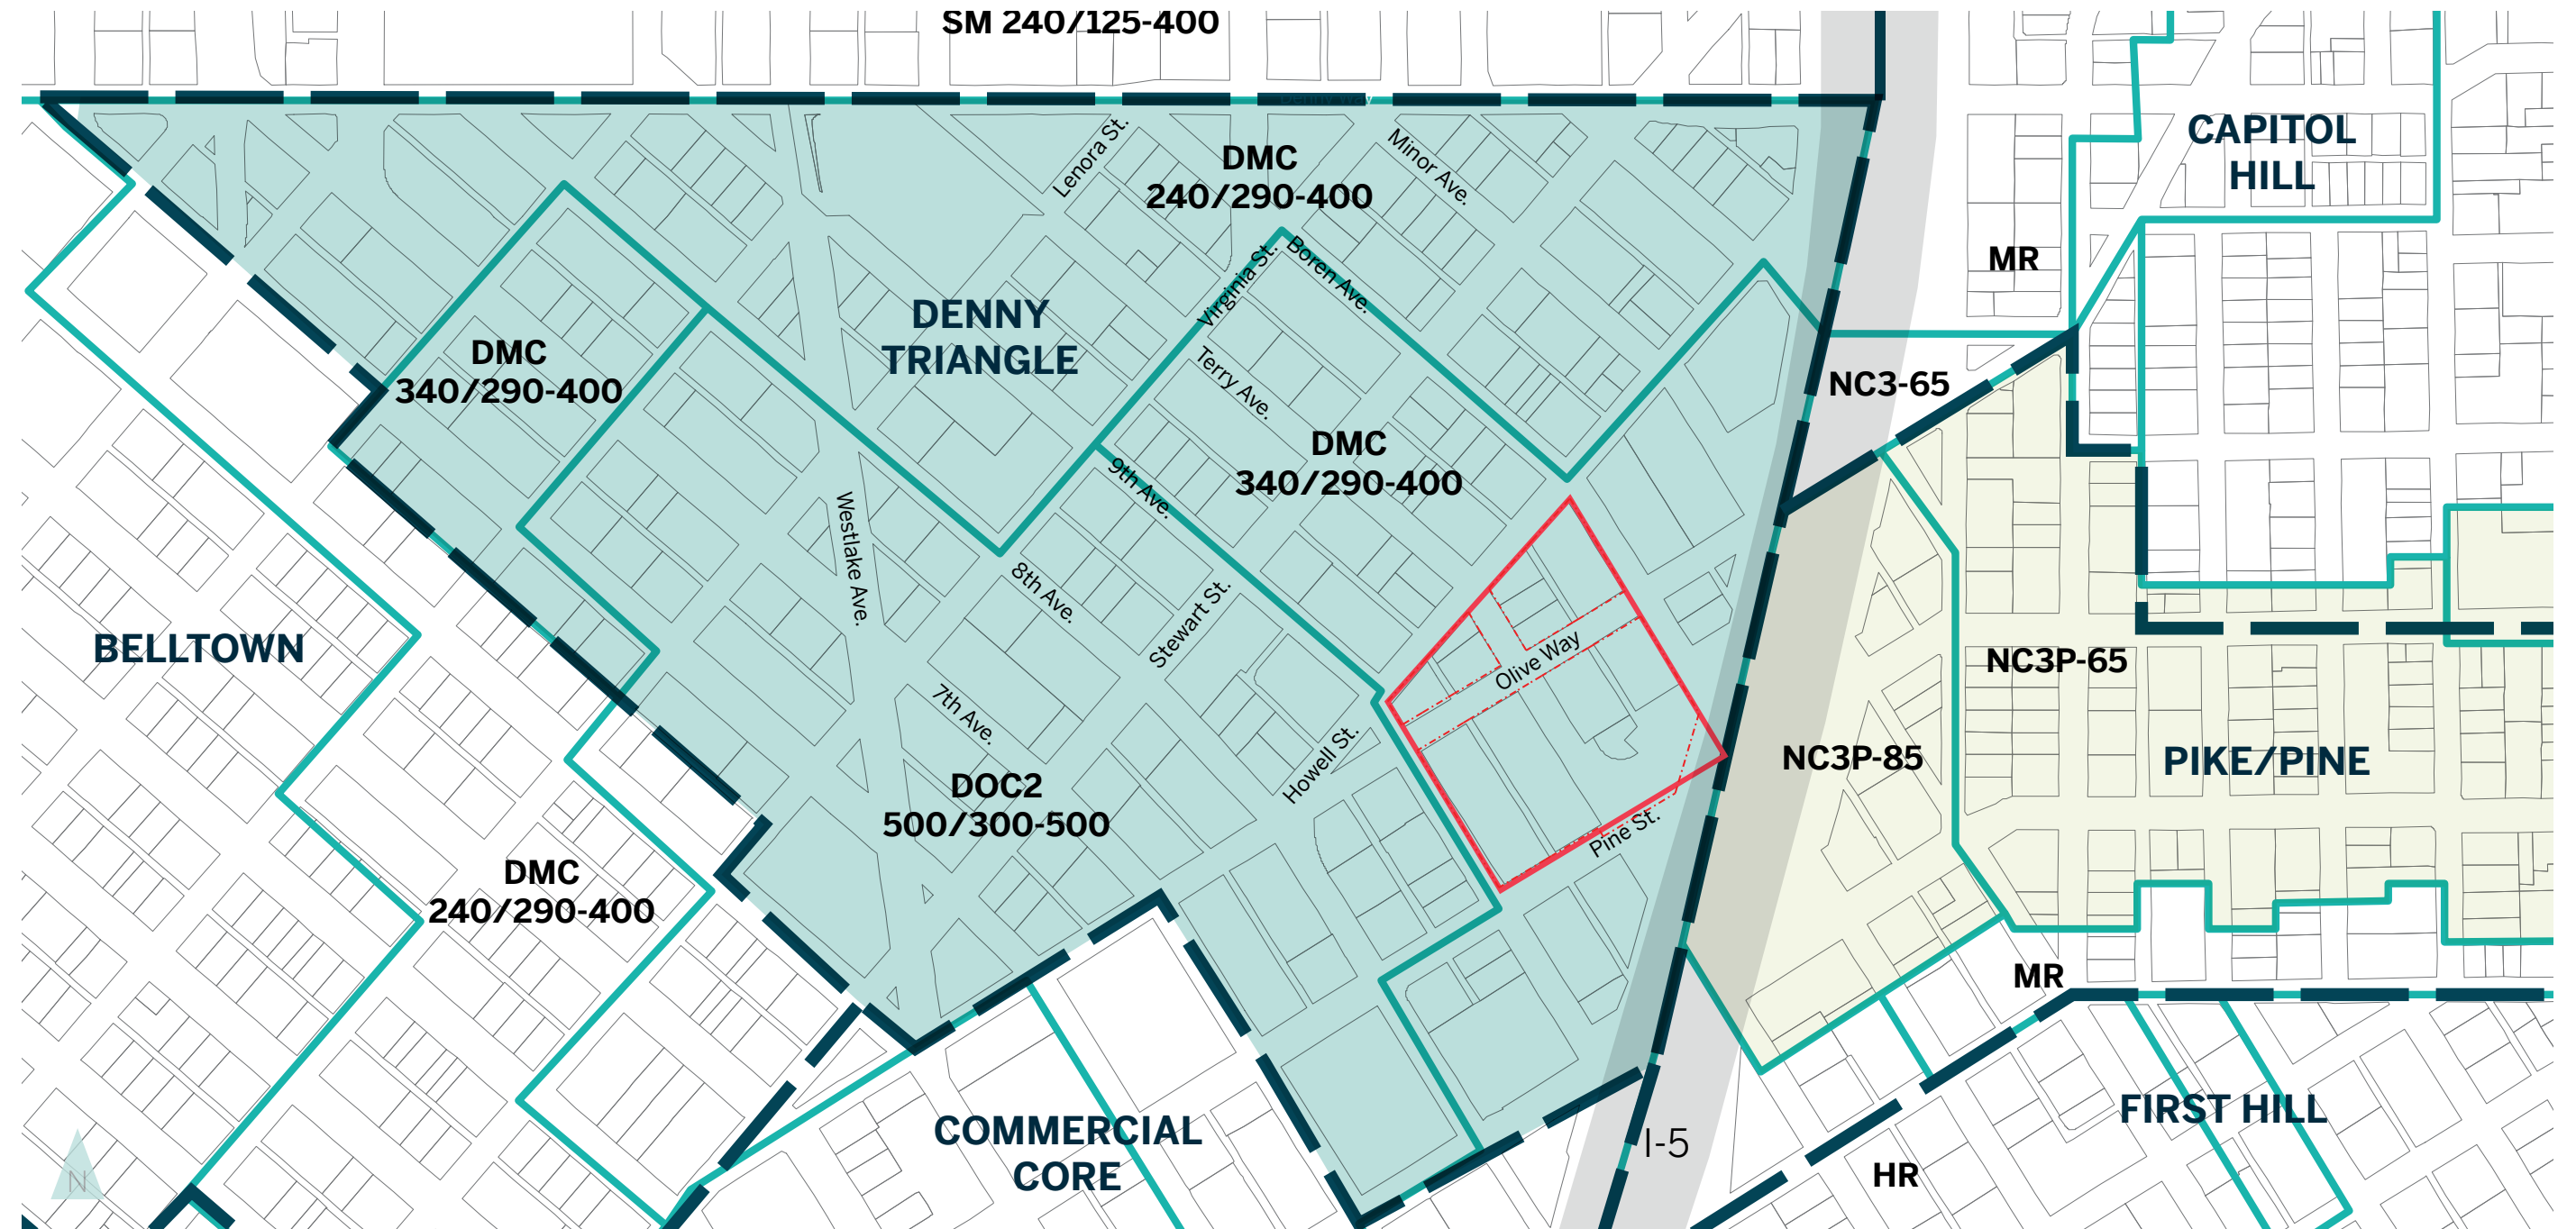 SM 240/125-400
Denny Way
CAPITOL
HILL
Lenora St.
Minor Ave.
DMC
240/290-400
MR
Virginia St.
Boren Ave.
DENNY
TRIANGLE
DMC
340/290-400
Terry Ave.
NC3-65
DMC
340/290-400
9th Ave.
Westlake Ave.
8th Ave.
Stewart St.
BELLTOWN
Olive Way
NC3P-65
7th Ave.
Howell St.
NC3P-85
PIKE/PINE
DOC2
500/300-500
Pine St.
DMC
240/290-400
MR
COMMERCIAL
CORE
FIRST HILL
I-5
HR
N